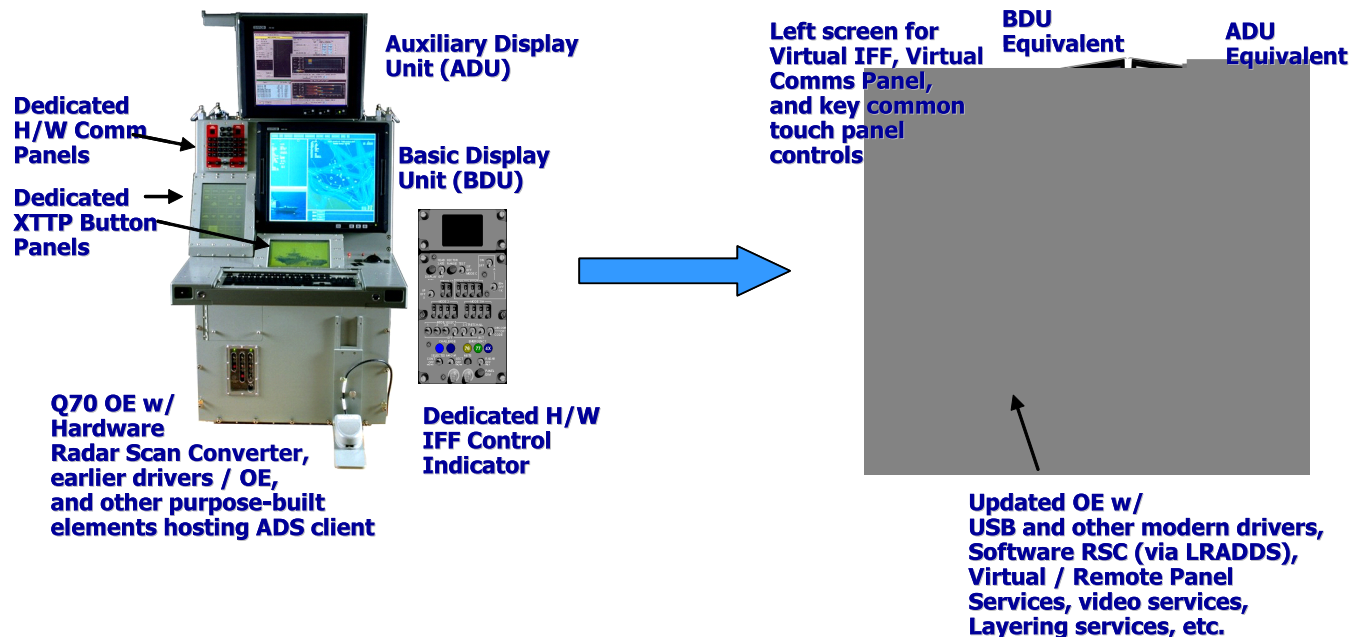 Auxiliary Display
Unit (ADU)
Dedicated
H/W Comm
Panels
Basic Display
Unit (BDU)
Dedicated
XTTP Button
Panels
Q70 OE w/
Hardware
Radar Scan Converter,
earlier drivers / OE,
and other purpose-built
elements hosting ADS client
Dedicated H/W
IFF Control
Indicator
Left screen for
Virtual IFF, Virtual
Comms Panel,
and key common
touch panel
controls
BDU
Equivalent
ADU
Equivalent
Updated OE w/
USB and other modern drivers,
Software RSC (via LRADDS),
Virtual / Remote Panel
Services, video services,
Layering services, etc.